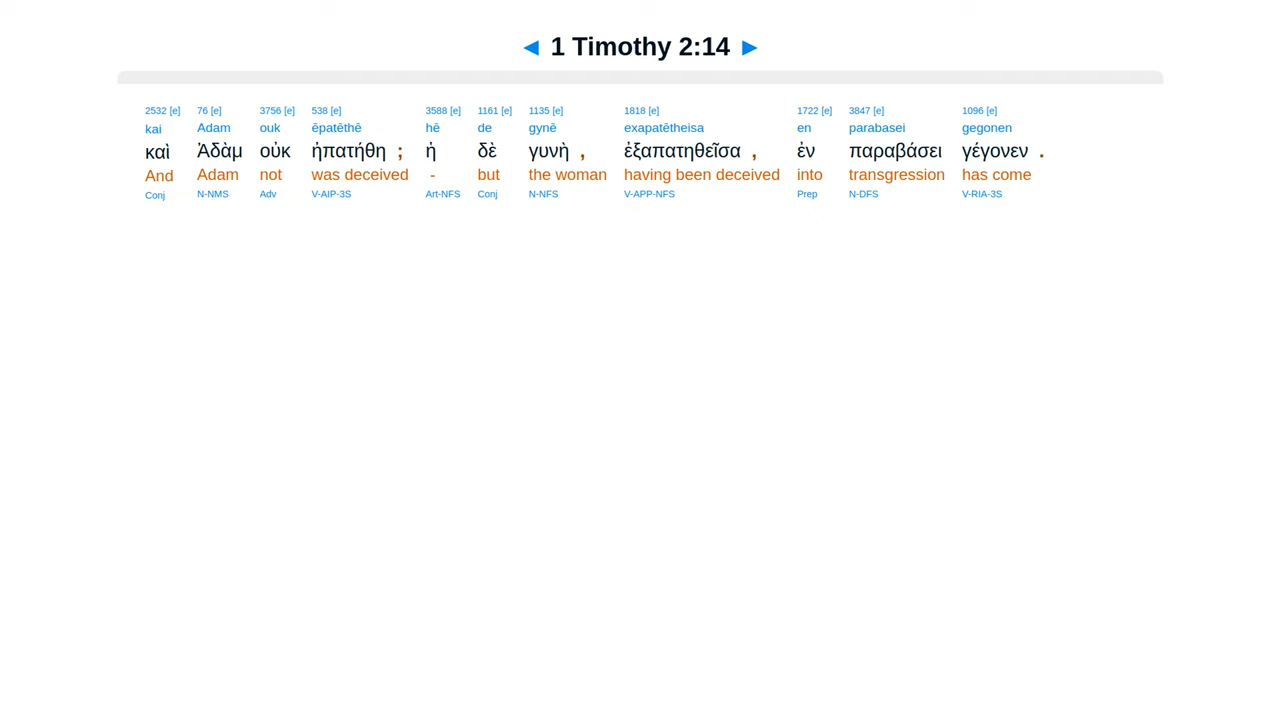 ◄ 1 Timothy 2:14 ►
2532 [e] 76 [e] 3756 [e] 538 [e] 3588 [e] 1161 [e] 1135 [e] 1818 [e] 1722 [e] 3847 [e] 1096 [e]
kai Adam ouk ēpatēthē hē de gynē exapatētheisa en parabasei gegonen
καὶ Ἀδὰμ οὐκ ἠπατήθη ; ἡ δὲ γυνὴ , ἐξαπατηθεῖσα , ἐν παραβάσει γέγονεν .
And Adam not was deceived - but the woman having been deceived into transgression has come
Conj N-NMS Adv V-AIP-3S Art-NFS Conj N-NFS V-APP-NFS Prep N-DFS V-RIA-3S